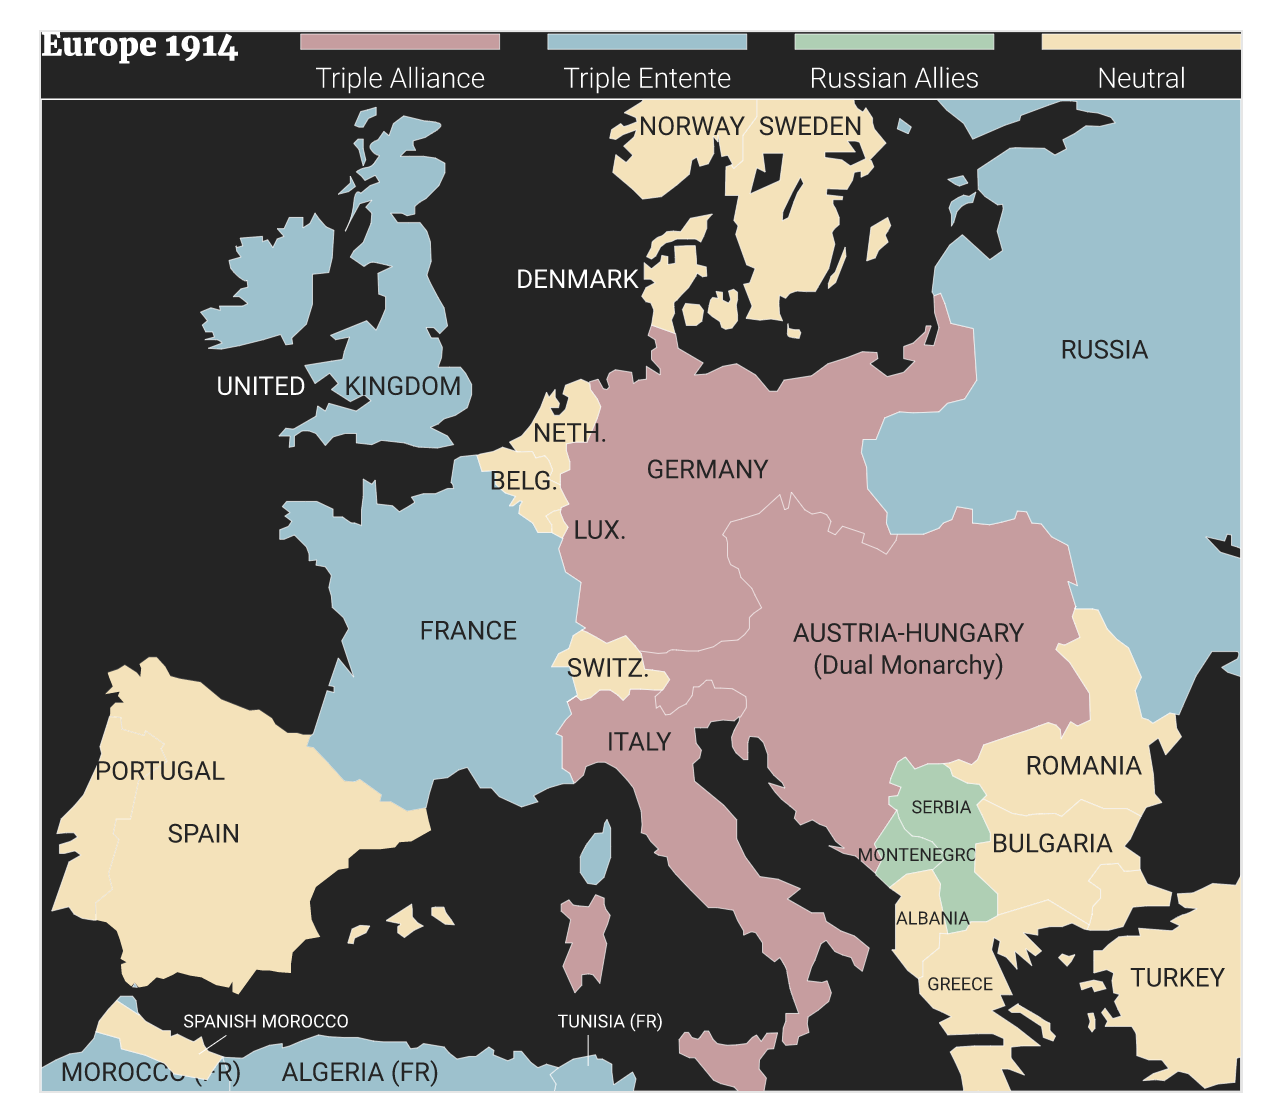 Europe 1914
Triple Alliance
Triple Entente
Russian Allies
Neutral
NORWAY
SWEDEN
DENMARK
RUSSIA
UNITED KINGDOM
NETH.
BELG.
GERMANY
LUX.
FRANCE
AUSTRIA-HUNGARY
(Dual Monarchy)
SWITZ.
ITALY
PORTUGAL
SPAIN
ROMANIA
SERBIA
BULGARIA
MONTENEGRO
ALBANIA
GREECE
TURKEY
SPANISH MOROCCO
TUNISIA (FR)
MOROCCO (FR)
ALGERIA (FR)